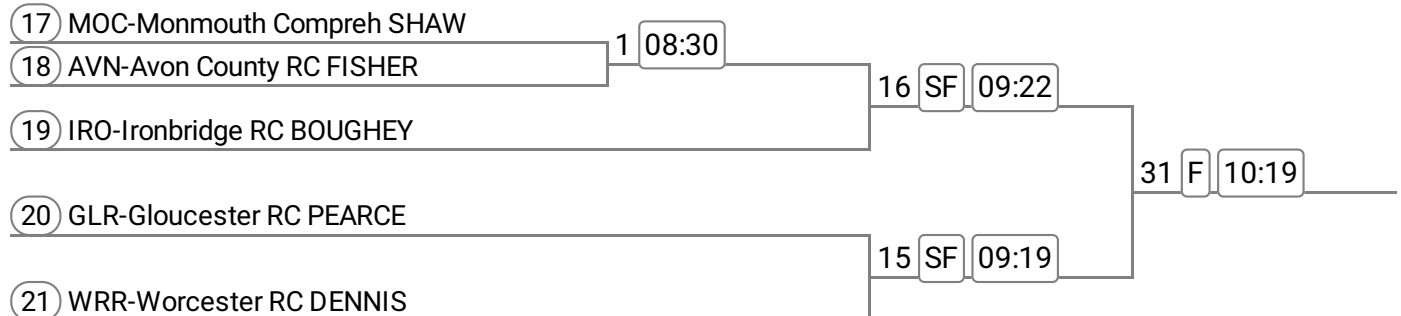 17 MOC-Monmouth Compreh SHAW
1 08:30
18 AVN-Avon County RC FISHER
16 SF 09:22
19 IRO-Ironbridge RC BOUGHEY
31 F 10:19
20 GLR-Gloucester RC PEARCE
15 SF 09:19
21 WRR-Worcester RC DENNIS